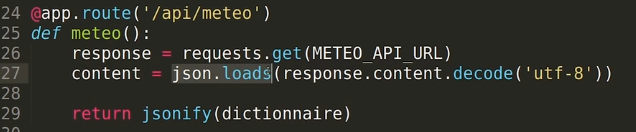 24 @app.route('/api/meteo')
25 def meteo():
26     response = requests.get(METEO_API_URL)
27     content = json.loads(response.content.decode('utf-8'))
28
29     return jsonify(dictionnaire)